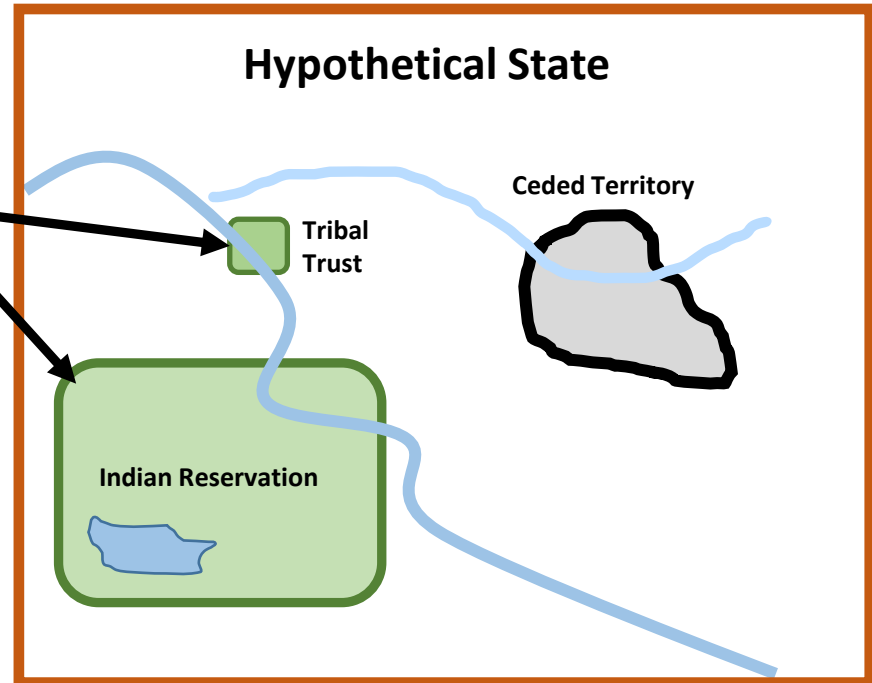 Hypothetical State
Ceded Territory
Tribal
Trust
Indian Reservation